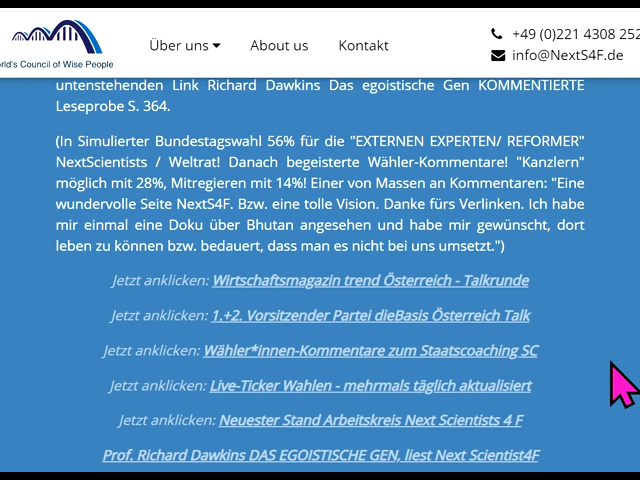 Über uns About us Kontakt
+49 (0)221 4308 252
info@NextS4F.de
orld's Council of Wise People
untenstehenden Link Richard Dawkins Das egoistische Gen KOMMENTIERTE
Leseprobe S. 364.
(In Simulierter Bundestagswahl 56% für die "EXTERNEN EXPERTEN/ REFORMER"
NextScientists / Weltrat! Danach begeisterte Wähler-Kommentare! "Kanzlern"
möglich mit 28%, Mitregieren mit 14%! Einer von Massen an Kommentaren: "Eine
wundervolle Seite NextS4F. Bzw. eine tolle Vision. Danke fürs Verlinken. Ich habe
mir einmal eine Doku über Bhutan angesehen und habe mir gewünscht, dort
leben zu können bzw. bedauert, dass man es nicht bei uns umsetzt.")
Jetzt anklicken: Wirtschaftsmagazin trend Österreich - Talkrunde
Jetzt anklicken: 1.+2. Vorsitzender Partei dieBasis Österreich Talk
Jetzt anklicken: Wähler*innen-Kommentare zum Staatscoaching SC
Jetzt anklicken: Live-Ticker Wahlen - mehrmals täglich aktualisiert
Jetzt anklicken: Neuester Stand Arbeitskreis Next Scientists 4 F
Prof. Richard Dawkins DAS EGOISTISCHE GEN, liest Next Scientist4F